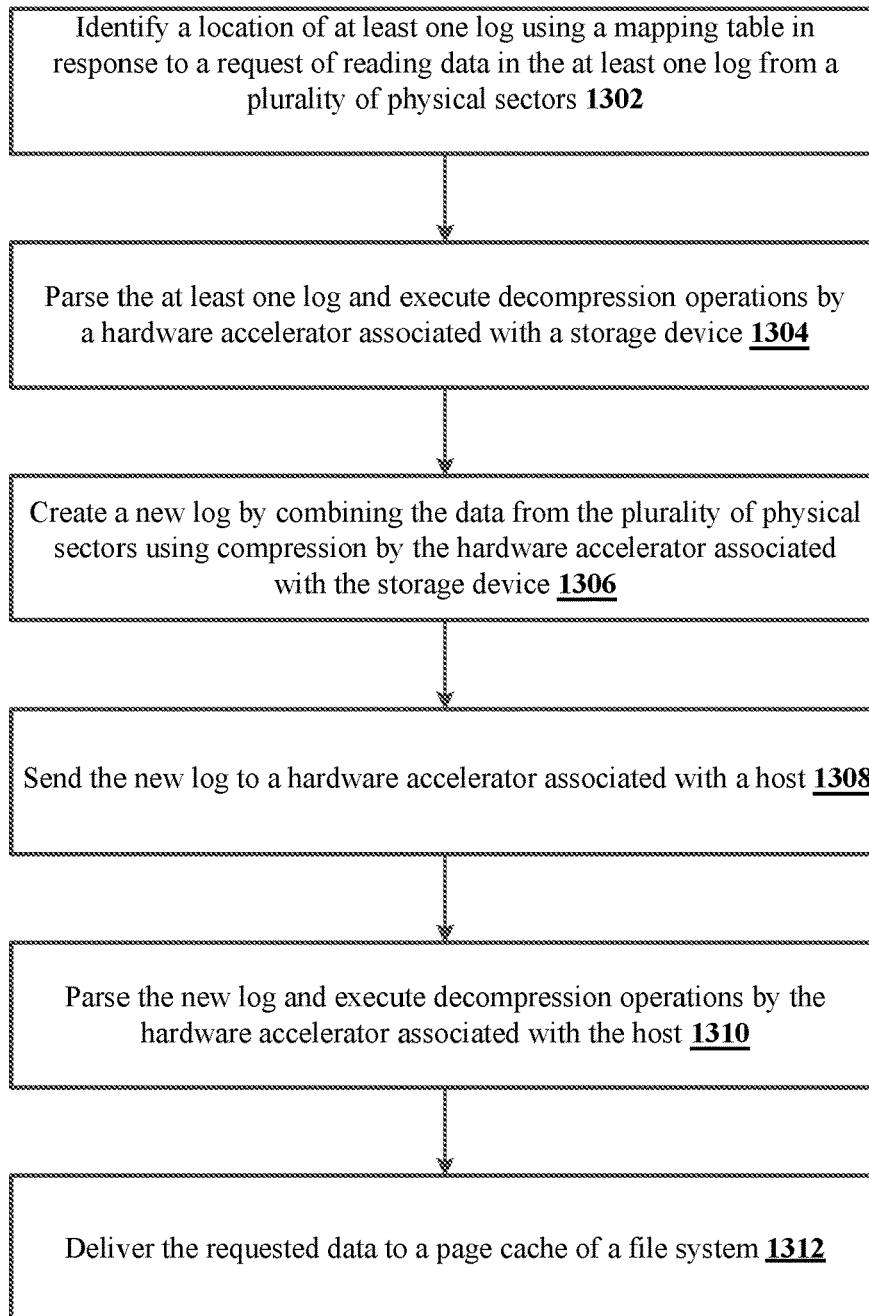 Identify a location of at least one log using a mapping table in
response to a request of reading data in the at least one log from a
plurality of physical sectors 1302
Parse the at least one log and execute decompression operations by
a hardware accelerator associated with a storage device 1304
Create a new log by combining the data from the plurality of physical
sectors using compression by the hardware accelerator associated
with the storage device 1306
Send the new log to a hardware accelerator associated with a host 1308
Parse the new log and execute decompression operations by the
hardware accelerator associated with the host 1310
Deliver the requested data to a page cache of a file system 1312